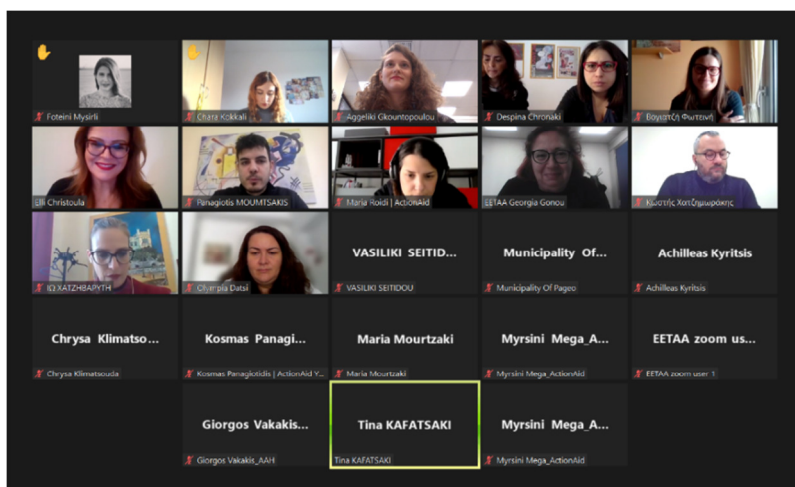 Foteini Mysirli
Chara Kokkali
Aggeliki Gkountopoulou
Despina Chronaki
Βογιατζή Φωτεινή
Elli Christoula
Panagiotis MOUMTSAKIS
Maria Roidi | ActionAid
EETAA Georgia Gonou
Κωστής Χατζημωράκης
ΙΩ ΧΑΤΖΗΒΑΡΥΤΗ
Olympia Datsi
VASILIKI SEITID...
VASILIKI SEITIDOU
Municipality Of...
Municipality Of Pageo
Achilleas Kyritsis
Achilleas Kyritsis
Chrysa Klimatso...
Chrysa Klimatsouda
Kosmas Panagi...
Kosmas Panagiotidis | ActionAid Υ...
Maria Mourtzaki
Maria Mourtzaki
Myrsini Mega_A...
Myrsini Mega_ActionAid
EETAA zoom us...
EETAA zoom user 1
Giorgos Vakakis...
Giorgos Vakakis_AAH
Tina KAFATSAKI
Tina KAFATSAKI
Myrsini Mega_A...
Myrsini Mega_ActionAid